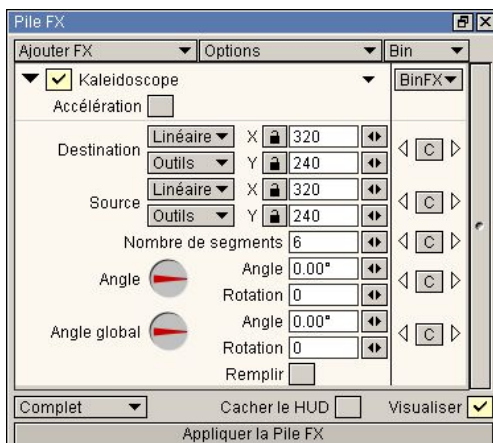 Pile FX
Ajouter FX Options Bin
Kaleidoscope BinFX
Accélération
Destination Linéaire X 320
Outils Y 240 C
Source Linéaire X 320
Outils Y 240 C
Nombre de segments 6 C
Angle Angle 0.00° C
Rotation 0
Angle global Angle 0.00° C
Rotation 0
Remplir
Complet Cacher le HUD Visualiser
Appliquer la Pile FX